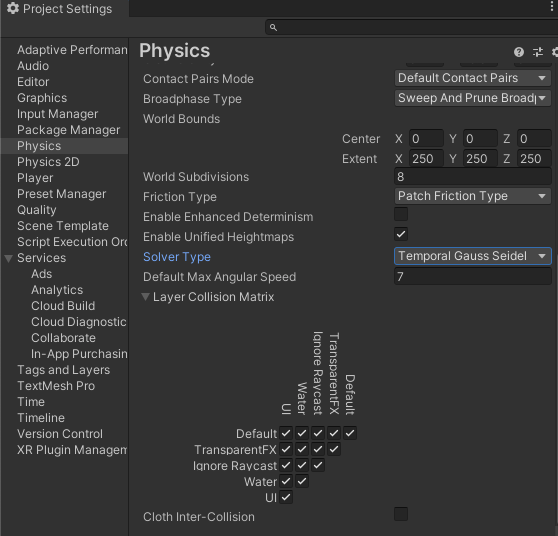 Project Settings
Physics
Adaptive Performan
Audio
Editor
Graphics
Input Manager
Package Manager
Physics
Physics 2D
Player
Preset Manager
Quality
Scene Template
Script Execution Ord
Services
Ads
Analytics
Cloud Build
Cloud Diagnostic
Collaborate
In-App Purchasin
Tags and Layers
TextMesh Pro
Time
Timeline
Version Control
XR Plugin Managem
Contact Pairs Mode Default Contact Pairs
Broadphase Type Sweep And Prune Broadp
World Bounds
Center X 0 Y 0 Z 0
Extent X 250 Y 250 Z 250
World Subdivisions 8
Friction Type Patch Friction Type
Enable Enhanced Determinism
Enable Unified Heightmaps
Solver Type Temporal Gauss Seidel
Default Max Angular Speed 7
Layer Collision Matrix
UI
Water
Ignore Raycast
TransparentFX
Default
Default
TransparentFX
Ignore Raycast
Water
UI
Cloth Inter-Collision